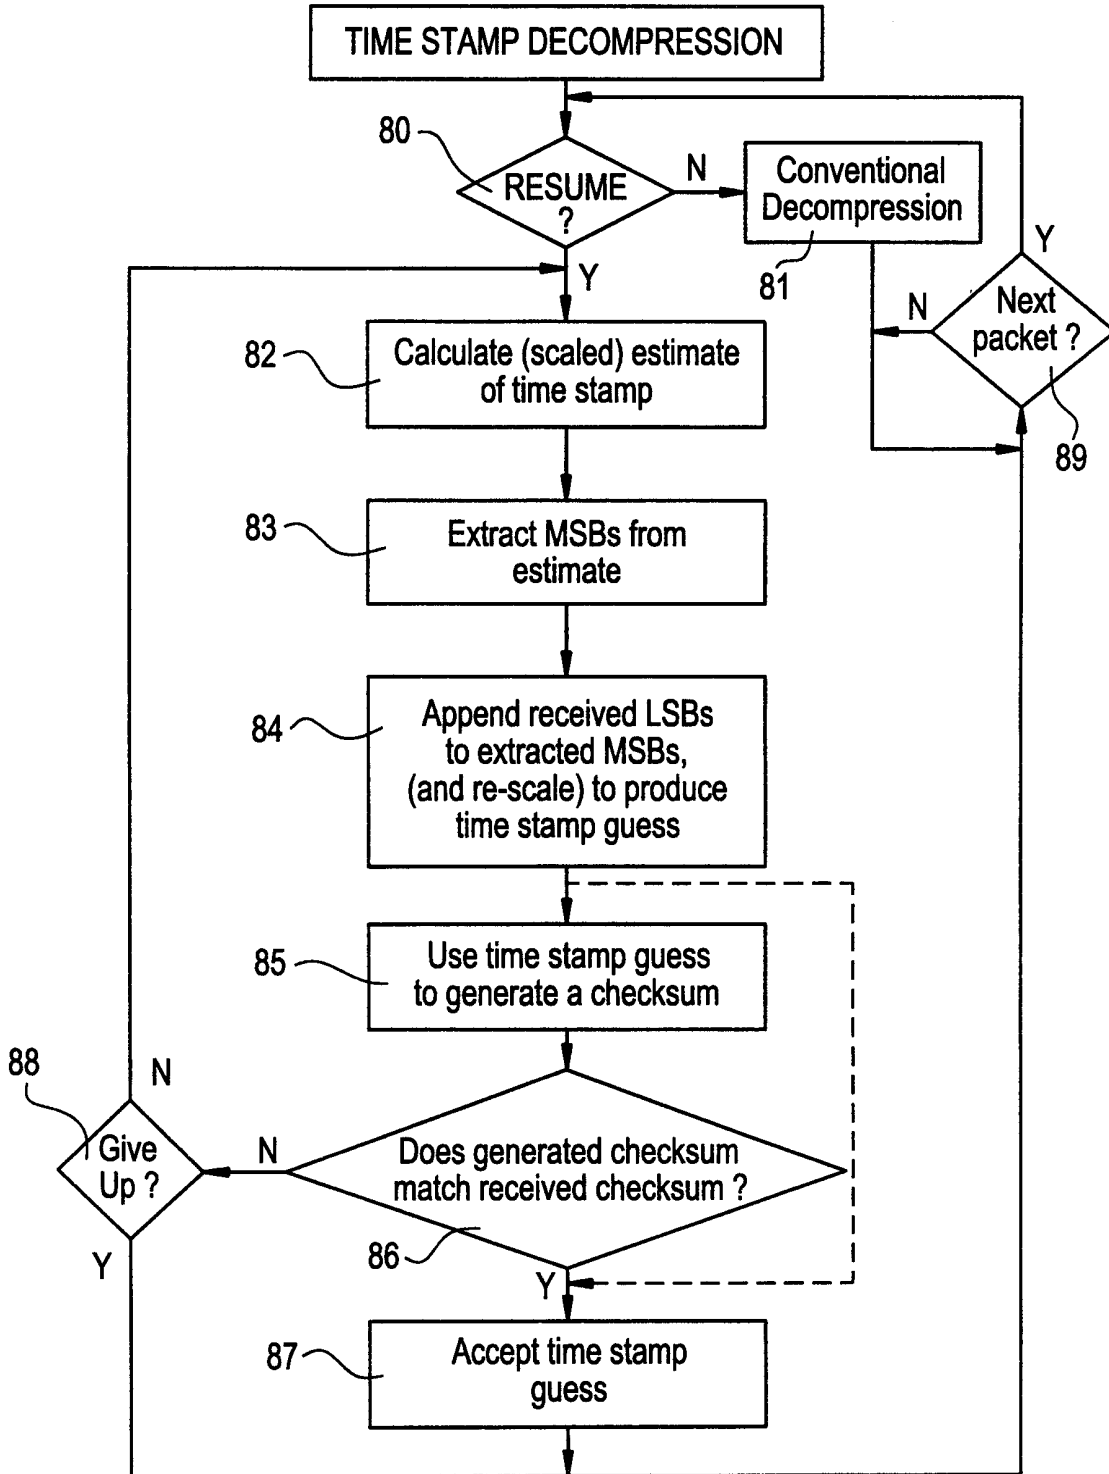 TIME STAMP DECOMPRESSION
80
RESUME
?
N
Conventional
Decompression
81
Y
Y
N
Next
packet ?
89
82
Calculate (scaled) estimate
of time stamp
83
Extract MSBs from
estimate
84
Append received LSBs
to extracted MSBs,
(and re-scale) to produce
time stamp guess
85
Use time stamp guess
to generate a checksum
88
N
Give
Up ?
Y
N
Does generated checksum
match received checksum ?
86
Y
87
Accept time stamp
guess